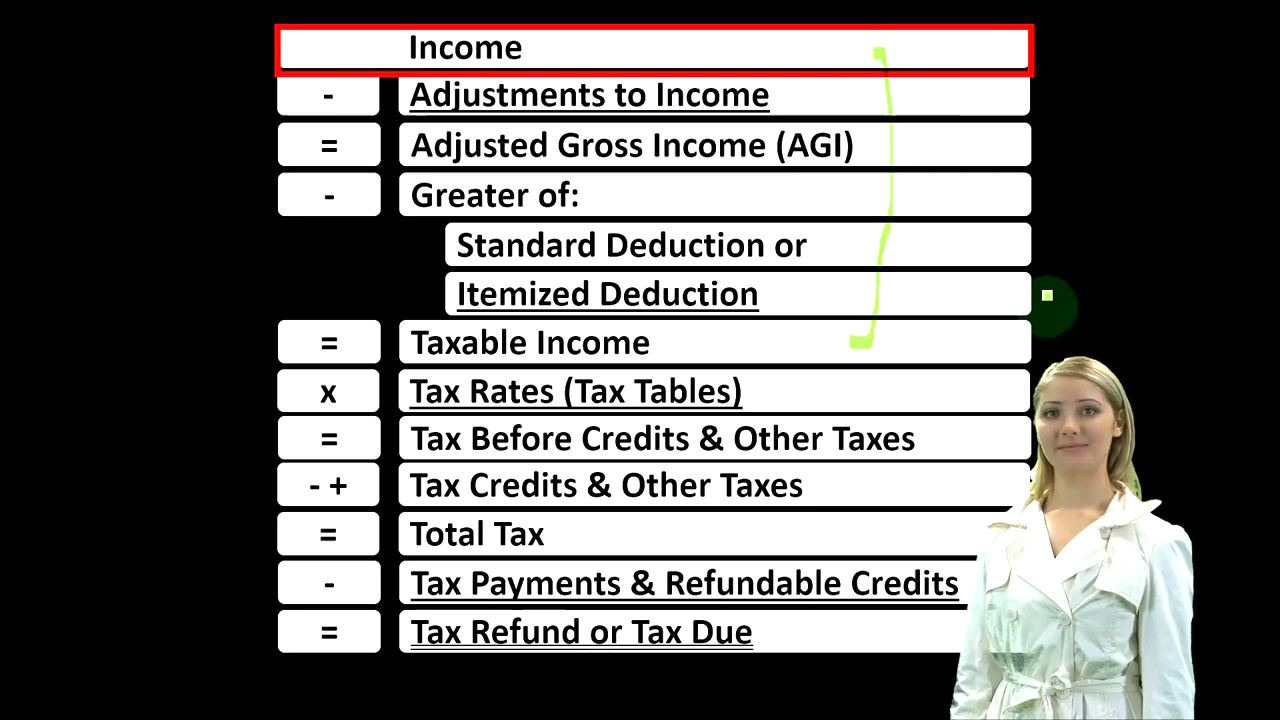 Income
- Adjustments to Income
= Adjusted Gross Income (AGI)
- Greater of:
Standard Deduction or
Itemized Deduction
= Taxable Income
x Tax Rates (Tax Tables)
= Tax Before Credits & Other Taxes
- + Tax Credits & Other Taxes
= Total Tax
- Tax Payments & Refundable Credits
= Tax Refund or Tax Due